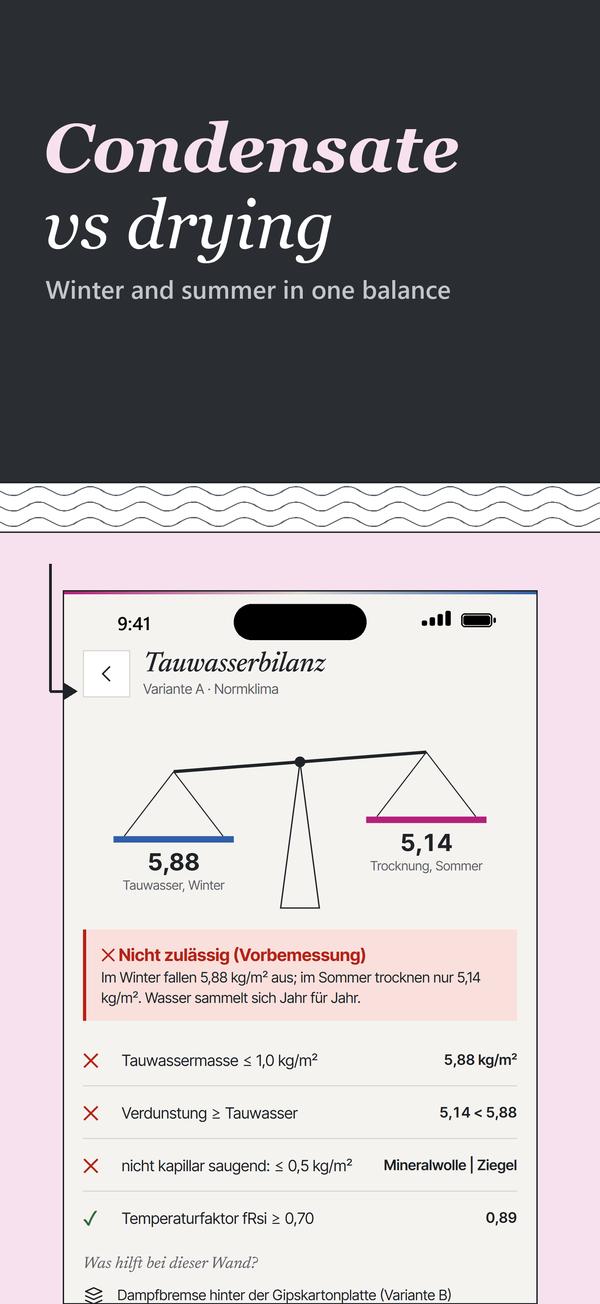 Condensate
vs drying
Winter and summer in one balance
9:41
Tauwasserbilanz
Variante A · Normklima
5,88
Tauwasser, Winter
5,14
Trocknung, Sommer
Nicht zulässig (Vorbemessung)
Im Winter fallen 5,88 kg/m² aus; im Sommer trocknen nur 5,14
kg/m². Wasser sammelt sich Jahr für Jahr.
Tauwassermasse ≤ 1,0 kg/m² 5,88 kg/m²
Verdunstung ≥ Tauwasser 5,14 < 5,88
nicht kapillar saugend: ≤ 0,5 kg/m² Mineralwolle | Ziegel
Temperaturfaktor fRsi ≥ 0,70 0,89
Was hilft bei dieser Wand?
Dampfbremse hinter der Gipskartonplatte (Variante B)